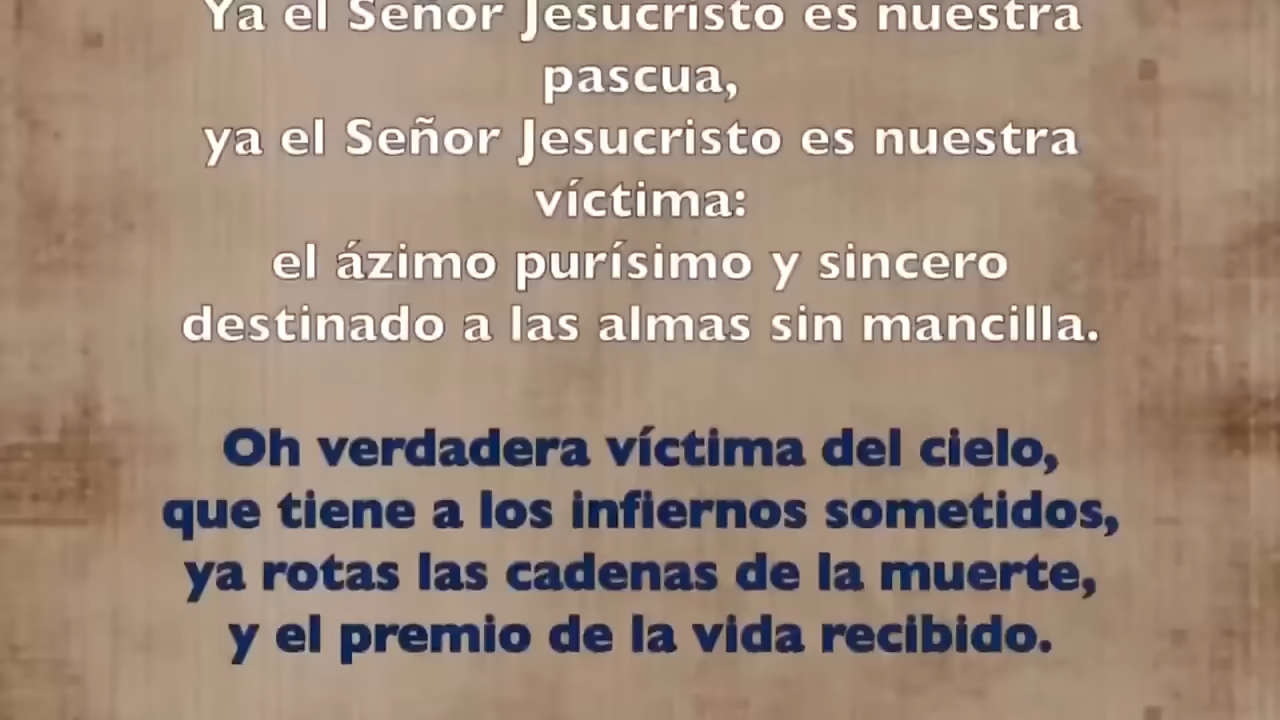 Ya el Señor Jesucristo es nuestra
pascua,
ya el Señor Jesucristo es nuestra
víctima:
el ázimo purísimo y sincero
destinado a las almas sin mancilla.
Oh verdadera víctima del cielo,
que tiene a los infiernos sometidos,
ya rotas las cadenas de la muerte,
y el premio de la vida recibido.